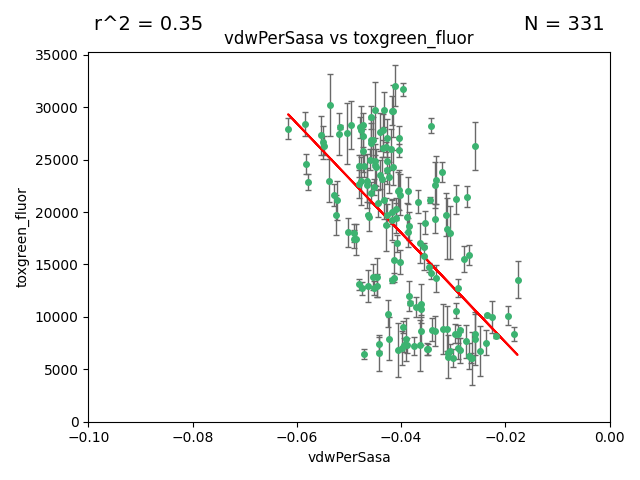 r^2 = 0.35
N = 331
vdwPerSasa vs toxgreen_fluor
35000
30000
25000
20000
15000
10000
5000
0
toxgreen_fluor
−0.10
−0.08
−0.06
−0.04
−0.02
0.00
vdwPerSasa